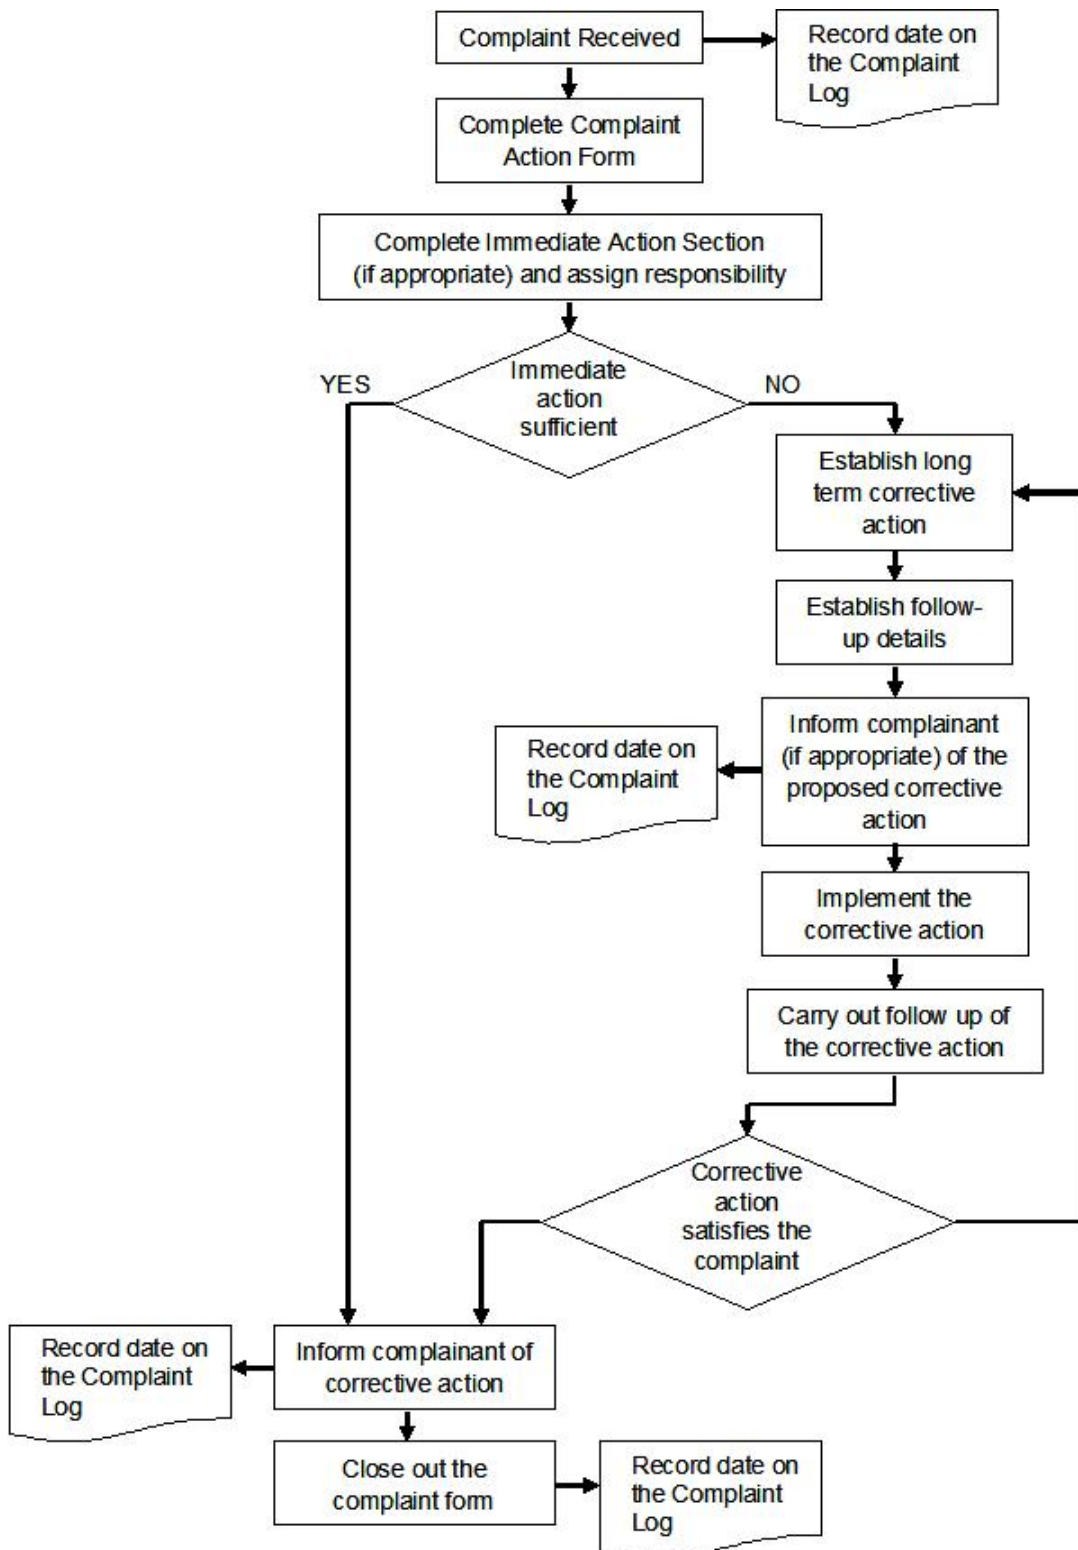 Complaint Received
Record date on
the Complaint
Log
Complete Complaint
Action Form
Complete Immediate Action Section
(if appropriate) and assign responsibility
Immediate
action
sufficient
YES
NO
Establish long
term corrective
action
Establish follow-
up details
Inform complainant
(if appropriate) of the
proposed corrective
action
Record date on
the Complaint
Log
Implement the
corrective action
Carry out follow up of
the corrective action
Corrective
action
satisfies the
complaint
Inform complainant of
corrective action
Record date on
the Complaint
Log
Close out the
complaint form
Record date on
the Complaint
Log